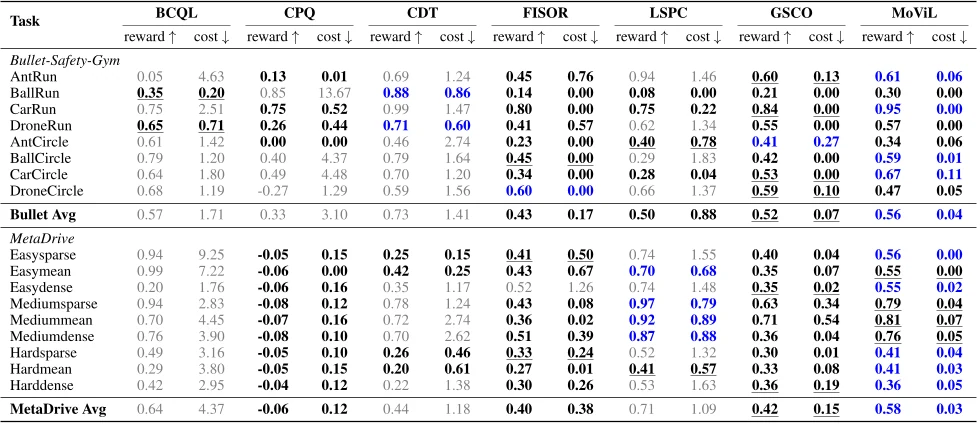 Task BCQL CPQ CDT FISOR LSPC GSCO MoViL
reward ↑ cost ↓ reward ↑ cost ↓ reward ↑ cost ↓ reward ↑ cost ↓ reward ↑ cost ↓ reward ↑ cost ↓ reward ↑ cost ↓
Bullet-Safety-Gym
AntRun 0.05 4.63 0.13 0.01 0.69 1.24 0.45 0.76 0.94 1.46 0.60 0.13 0.61 0.06
BallRun 0.35 0.20 0.85 13.67 0.88 0.86 0.14 0.00 0.08 0.00 0.21 0.00 0.30 0.00
CarRun 0.75 2.51 0.75 0.52 0.99 1.47 0.80 0.00 0.75 0.22 0.84 0.00 0.95 0.00
DroneRun 0.65 0.71 0.26 0.44 0.71 0.60 0.41 0.57 0.62 1.34 0.55 0.00 0.57 0.00
AntCircle 0.61 1.42 0.00 0.00 0.46 2.74 0.23 0.00 0.40 0.78 0.41 0.27 0.34 0.06
BallCircle 0.79 1.20 0.40 4.37 0.79 1.64 0.45 0.00 0.29 1.83 0.42 0.00 0.59 0.01
CarCircle 0.64 1.80 0.49 4.48 0.70 1.20 0.34 0.00 0.28 0.04 0.53 0.00 0.67 0.11
DroneCircle 0.68 1.19 -0.27 1.29 0.59 1.56 0.60 0.00 0.66 1.37 0.59 0.10 0.47 0.05
Bullet Avg 0.57 1.71 0.33 3.10 0.73 1.41 0.43 0.17 0.50 0.88 0.52 0.07 0.56 0.04
MetaDrive
Easysparse 0.94 9.25 -0.05 0.15 0.25 0.15 0.41 0.50 0.74 1.55 0.40 0.04 0.56 0.00
Easymean 0.99 7.22 -0.06 0.00 0.42 0.25 0.43 0.67 0.70 0.68 0.35 0.07 0.55 0.00
Easydense 0.20 1.76 -0.06 0.16 0.35 1.17 0.52 1.26 0.74 1.48 0.35 0.02 0.55 0.02
Mediumsparse 0.94 2.83 -0.08 0.12 0.78 1.24 0.43 0.08 0.97 0.79 0.63 0.34 0.79 0.04
Mediummean 0.70 4.45 -0.07 0.16 0.72 2.74 0.36 0.02 0.92 0.89 0.71 0.54 0.81 0.07
Mediumdense 0.76 3.90 -0.08 0.10 0.70 2.62 0.51 0.39 0.87 0.88 0.36 0.04 0.76 0.05
Hardsparse 0.49 3.16 -0.05 0.10 0.26 0.46 0.33 0.24 0.52 1.32 0.30 0.01 0.41 0.04
Hardmean 0.29 3.80 -0.05 0.15 0.20 0.61 0.27 0.01 0.41 0.57 0.33 0.08 0.41 0.03
Harddense 0.42 2.95 -0.04 0.12 0.22 1.38 0.30 0.26 0.53 1.63 0.36 0.19 0.36 0.05
MetaDrive Avg 0.64 4.37 -0.06 0.12 0.44 1.18 0.40 0.38 0.71 1.09 0.42 0.15 0.58 0.03